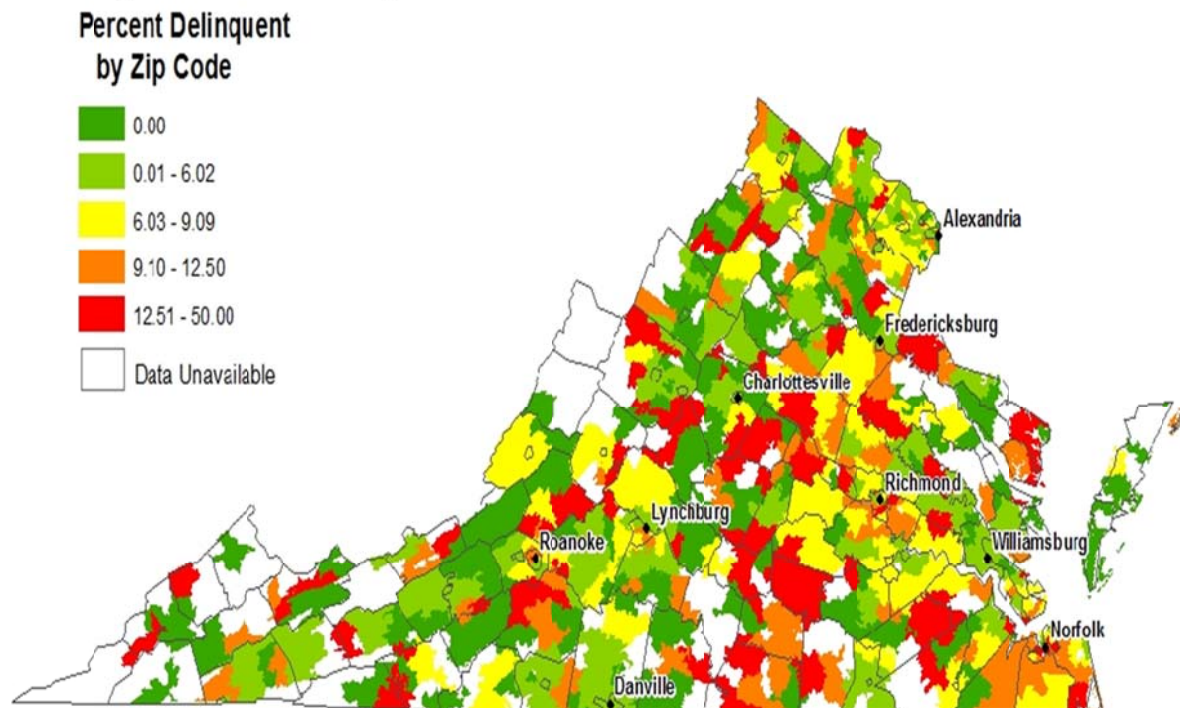 Percent Delinquent
by Zip Code
0.00
0.01 - 6.02
6.03 - 9.09
9.10 - 12.50
12.51 - 50.00
Data Unavailable
Alexandria
Fredericksburg
Charlottesville
Richmond
Lynchburg
Roanoke
Williamsburg
Norfolk
Danville